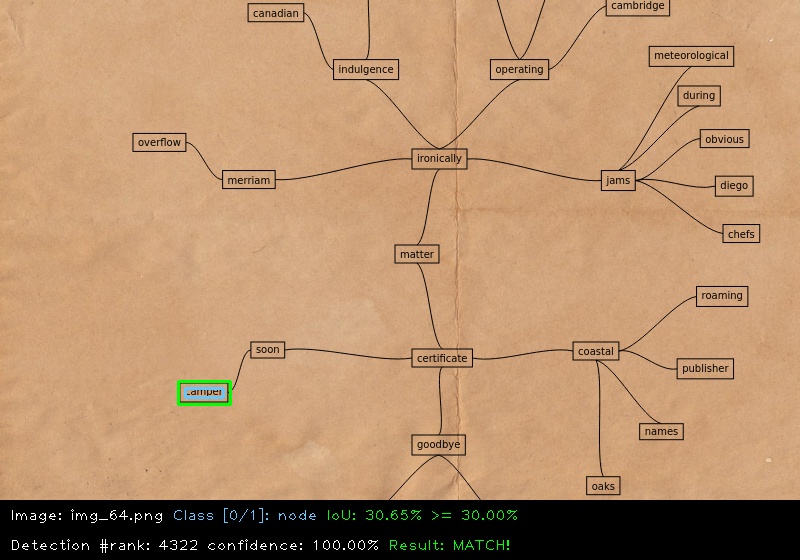 cambridge
canadian
meteorological
indulgence
operating
during
obvious
overflow
ironically
merriam
jams
diego
chefs
matter
roaming
soon
coastal
certificate
publisher
camper
names
goodbye
oaks
Image: img_64.png Class [0/1]: node IoU: 30.65% >= 30.00%
Detection #rank: 4322 confidence: 100.00% Result: MATCH!